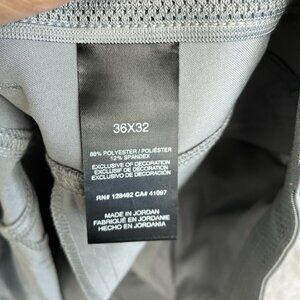 36X32
88% POLYESTER / POLIÉSTER
12% SPANDEX
EXCLUSIVE OF DECORATION
EXCLUSIF DE DÉCORATION
EXCLUSIVO DE DECORACIÓN
RN# 128492 CA# 41097
MADE IN JORDAN
FABRIQUÉ EN JORDANIE
HECHO EN JORDANIA